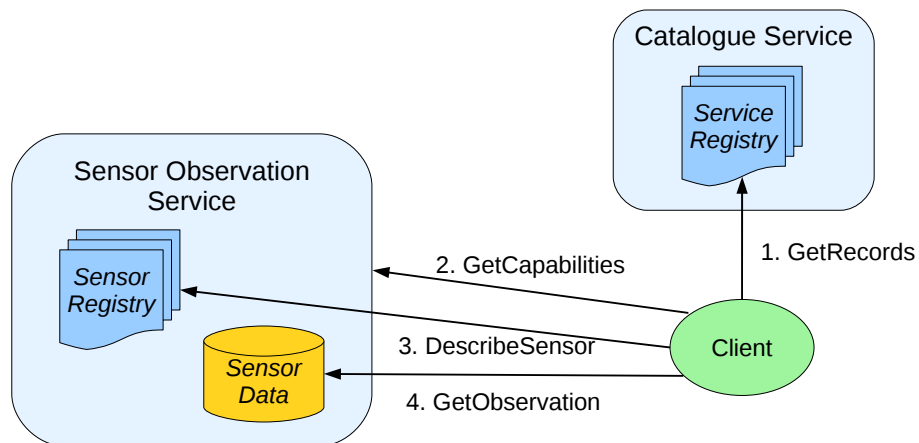 Catalogue Service
Service
Registry
Sensor Observation
Service
1. GetRecords
2. GetCapabilities
Sensor
Registry
3. DescribeSensor
Client
Sensor
Data
4. GetObservation